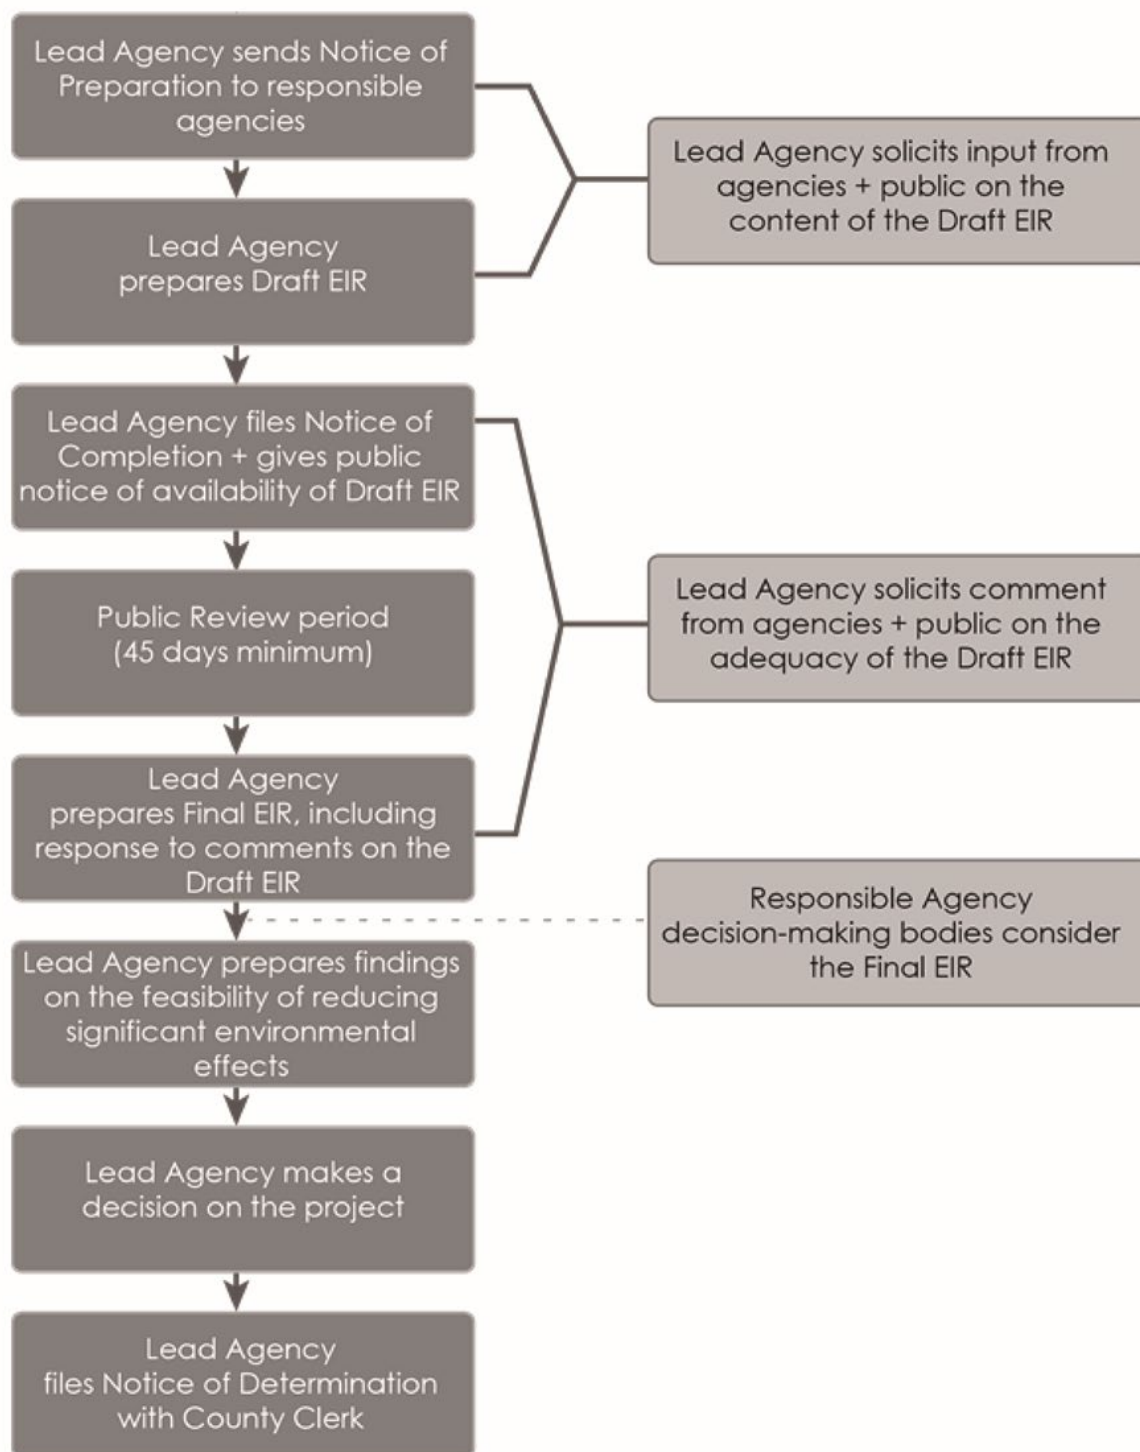 Lead Agency sends Notice of
Preparation to responsible
agencies
Lead Agency solicits input from
agencies + public on the
content of the Draft EIR
Lead Agency
prepares Draft EIR
Lead Agency files Notice of
Completion + gives public
notice of availability of Draft EIR
Public Review period
(45 days minimum)
Lead Agency solicits comment
from agencies + public on the
adequacy of the Draft EIR
Lead Agency
prepares Final EIR, including
response to comments on the
Draft EIR
Responsible Agency
decision-making bodies consider
the Final EIR
Lead Agency prepares findings
on the feasibility of reducing
significant environmental
effects
Lead Agency makes a
decision on the project
Lead Agency
files Notice of Determination
with County Clerk